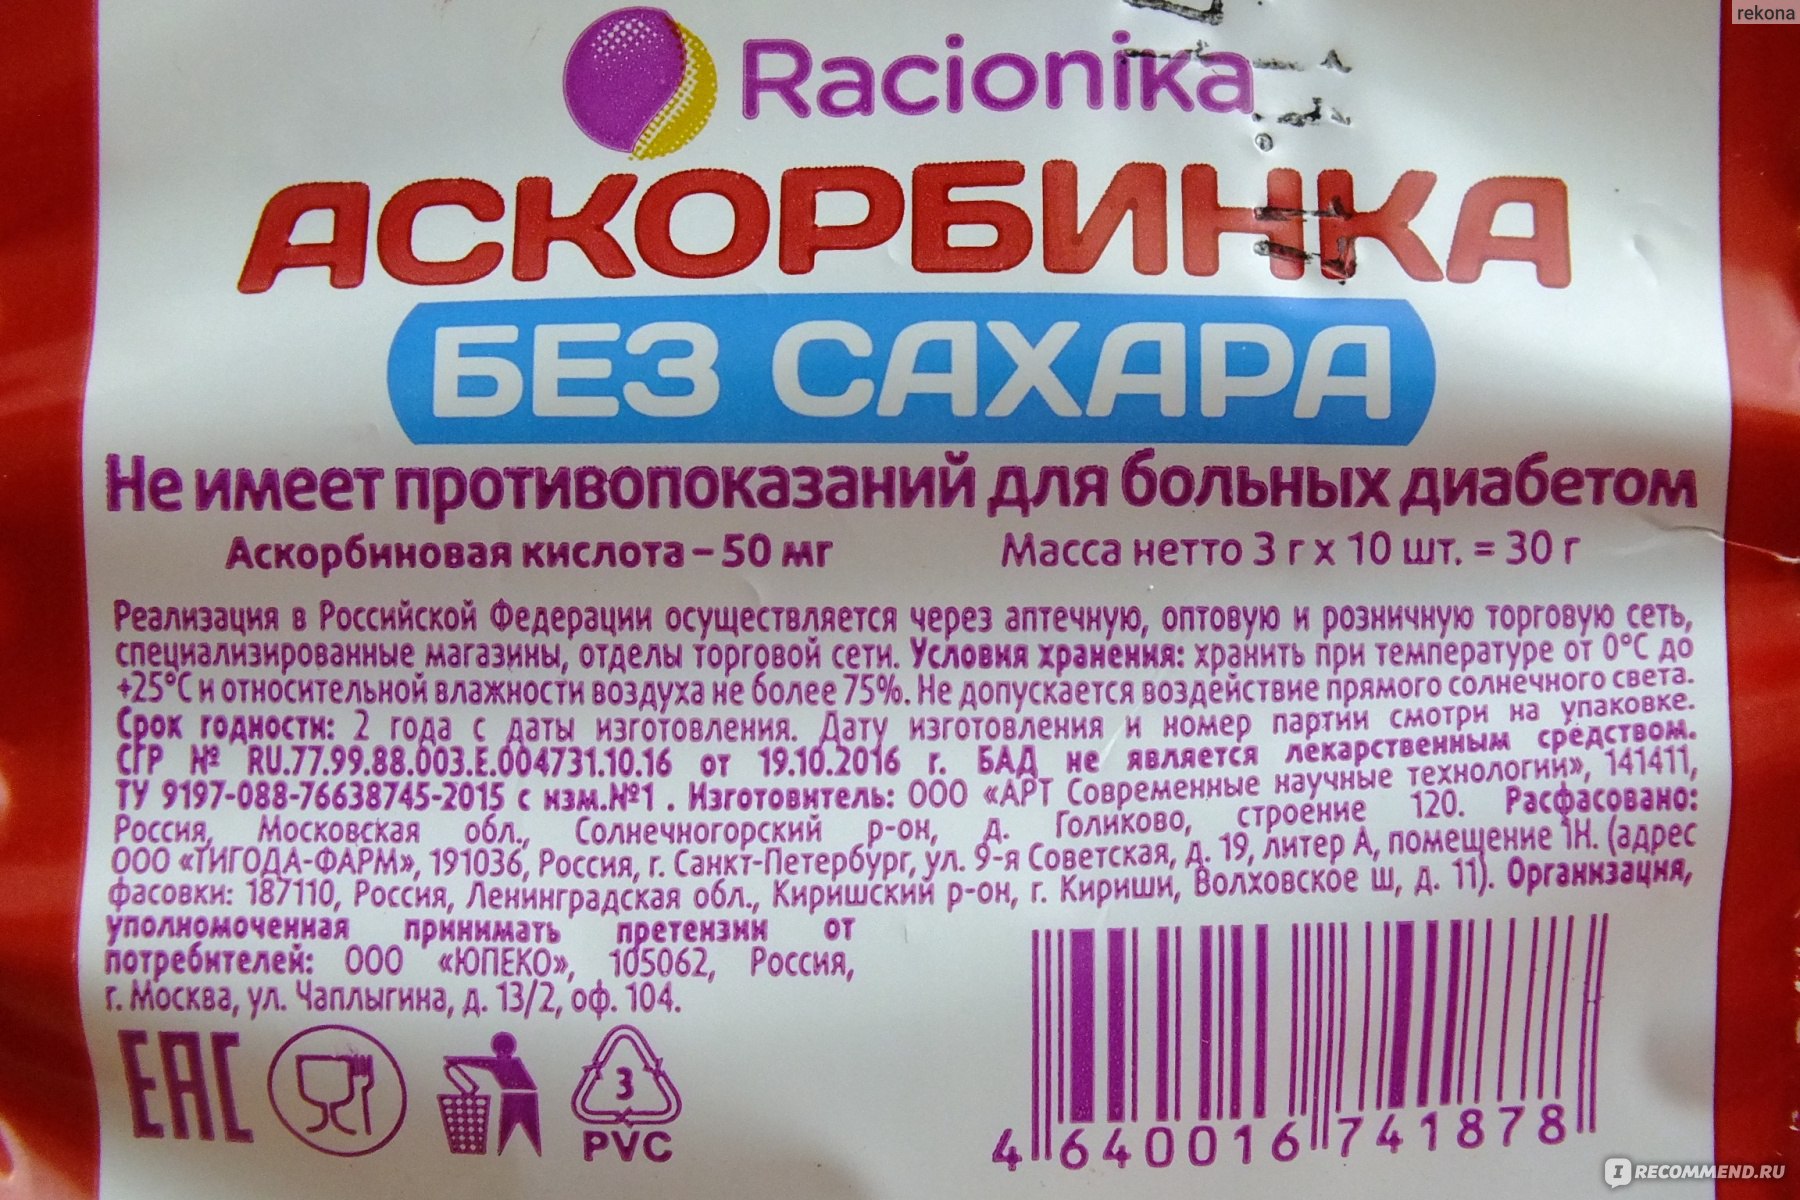 rekona
Racionika
АСКОРБИНКА
БЕЗ САХАРА
Не имеет противопоказаний для больных диабетом
Аскорбиновая кислота – 50 мг Масса нетто 3 г х 10 шт. = 30 г
Реализация в Российской Федерации осуществляется через аптечную, оптовую и розничную торговую сеть,
специализированные магазины, отделы торговой сети. Условия хранения: хранить при температуре от 0°C до
+25°C и относительной влажности воздуха не более 75%. Не допускается воздействие прямого солнечного света.
Срок годности: 2 года с даты изготовления. Дату изготовления и номер партии смотри на упаковке.
СГР № RU.77.99.88.003.Е.004731.10.16 от 19.10.2016 г. БАД не является лекарственным средством.
ТУ 9197-088-76638745-2015 с изм.№1 . Изготовитель: ООО «АРТ Современные научные технологии», 141411,
Россия, Московская обл., Солнечногорский р-он, д. Голиково, строение 120. Расфасовано:
ООО «ТИГОДА-ФАРМ», 191036, Россия, г. Санкт-Петербург, ул. 9-я Советская, д. 19, литер А, помещение 1Н. (адрес
фасовки: 187110, Россия, Ленинградская обл., Киришский р-он, г. Кириши, Волховское ш, д. 11). Организация,
уполномоченная принимать претензии от
потребителей: ООО «ЮПЕКО», 105062, Россия,
г. Москва, ул. Чаплыгина, д. 13/2, оф. 104.
EAC
3
PVC
4 640016 741878
IRECOMMEND.RU